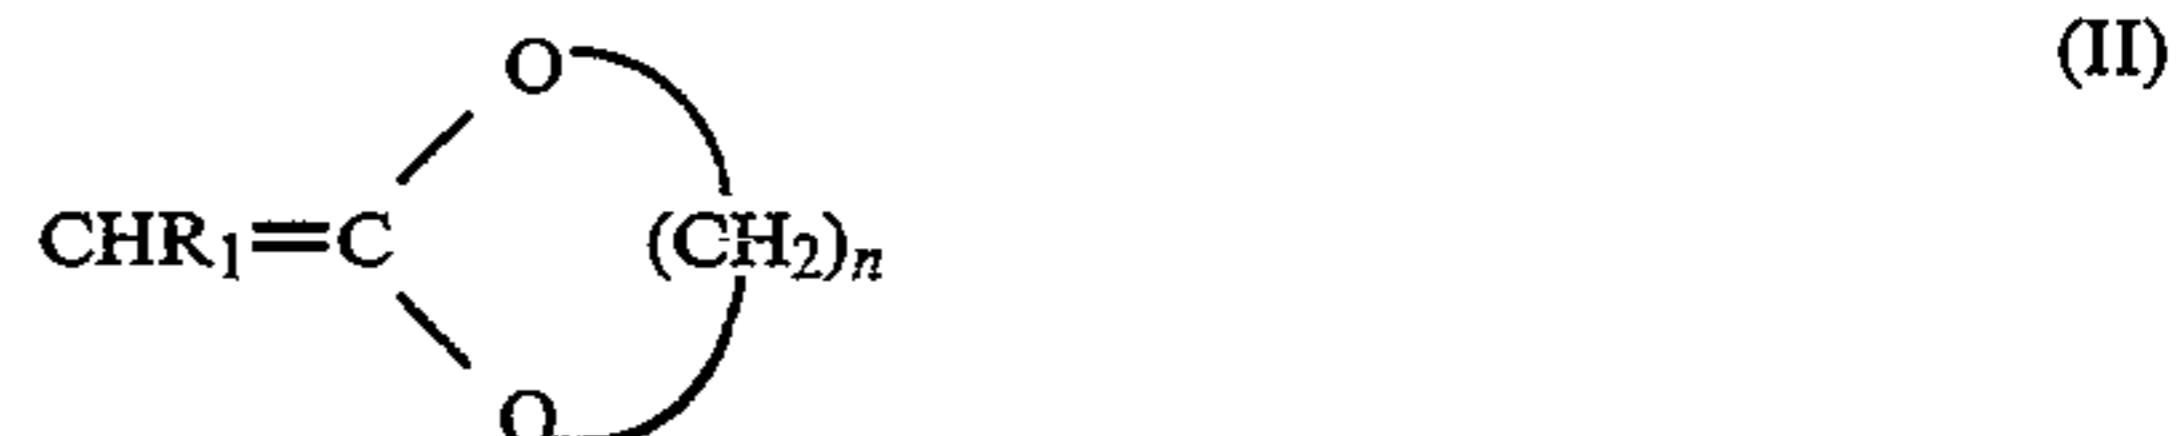 O (II)
CHR₁=C (CH₂)ₙ
O